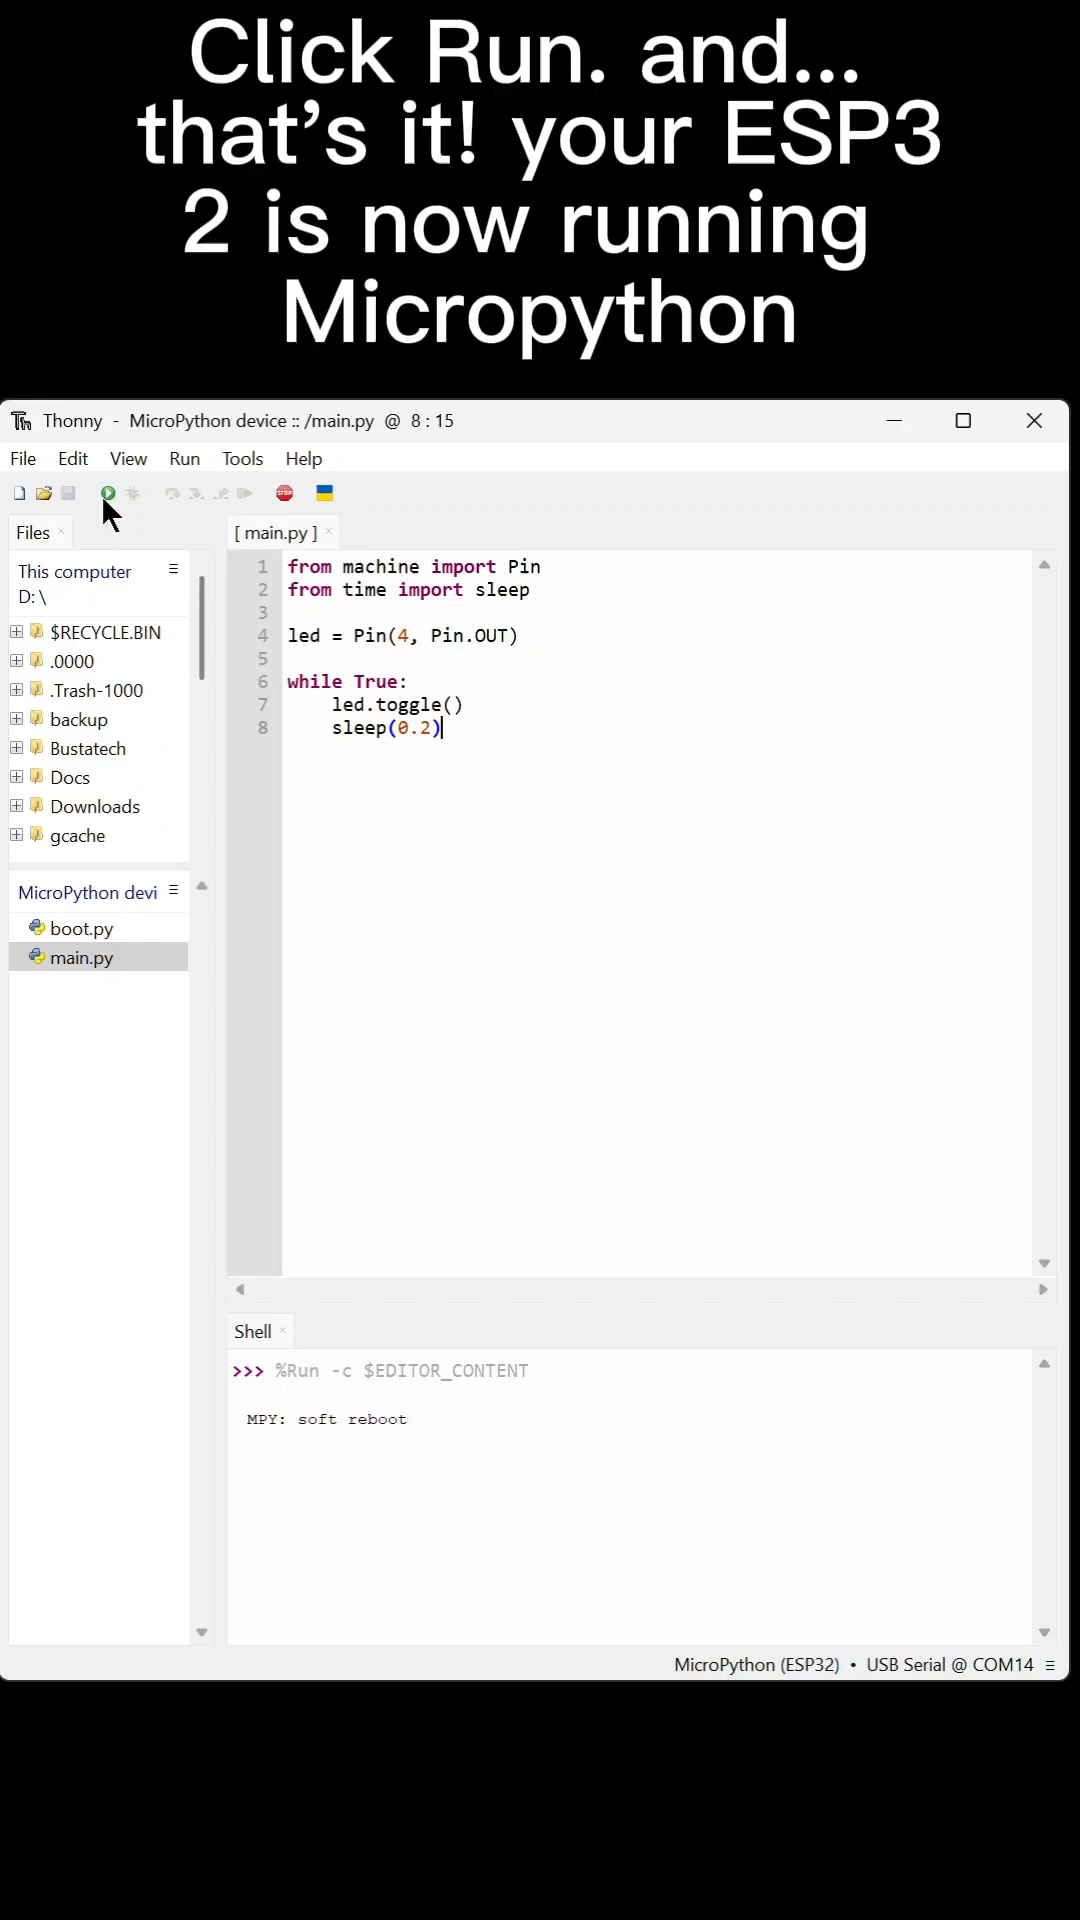 Click Run. and...
that's it! your ESP3
2 is now running
Micropython
Thonny - MicroPython device :: /main.py @ 8 : 15
File Edit View Run Tools Help
STOP
Files
[ main.py ]
This computer
D: \
$RECYCLE.BIN
.0000
.Trash-1000
backup
Bustatech
Docs
Downloads
gcache
MicroPython devi
boot.py
main.py
1 from machine import Pin
2 from time import sleep
3
4 led = Pin(4, Pin.OUT)
5
6 while True:
7     led.toggle()
8     sleep(0.2)
Shell
>>> %Run -c $EDITOR_CONTENT
MPY: soft reboot
MicroPython (ESP32) • USB Serial @ COM14